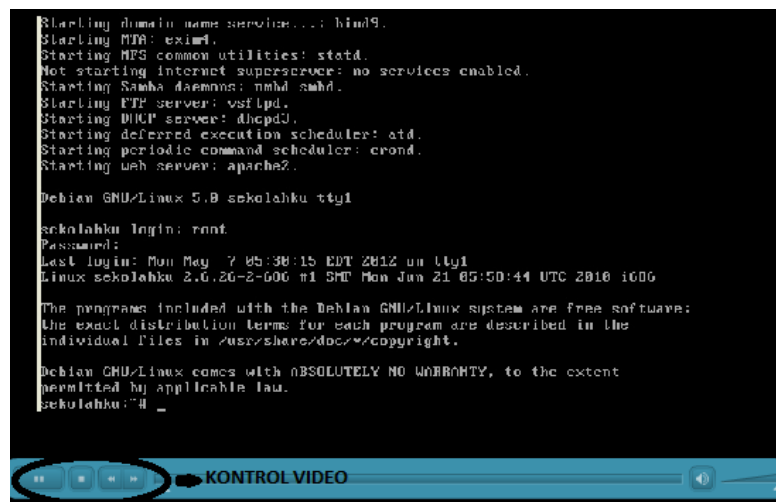 Starting domain name service...: bind9.
Starting MTA: exim4.
Starting NFS common utilities: statd.
Not starting internet superserver: no services enabled.
Starting Samba daemons: nmbd smbd.
Starting FTP server: vsftpd.
Starting DHCP server: dhcpd3.
Starting deferred execution scheduler: atd.
Starting periodic command scheduler: crond.
Starting web server: apache2.
Debian GNU/Linux 5.0 sekolahku tty1
sekolahku login: root
Password:
Last login: Mon May 7 05:30:15 EDT 2012 on tty1
Linux sekolahku 2.6.26-2-686 #1 SMP Mon Jun 21 05:58:44 UTC 2010 i686
The programs included with the Debian GNU/Linux system are free software;
the exact distribution terms for each program are described in the
individual files in /usr/share/doc/*/copyright.
Debian GNU/Linux comes with ABSOLUTELY NO WARRANTY, to the extent
permitted by applicable law.
sekolahku:~# _
KONTROL VIDEO